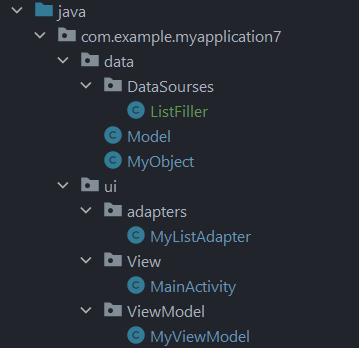 java
com.example.myapplication7
data
DataSourses
ListFiller
Model
MyObject
ui
adapters
MyListAdapter
View
MainActivity
ViewModel
MyViewModel